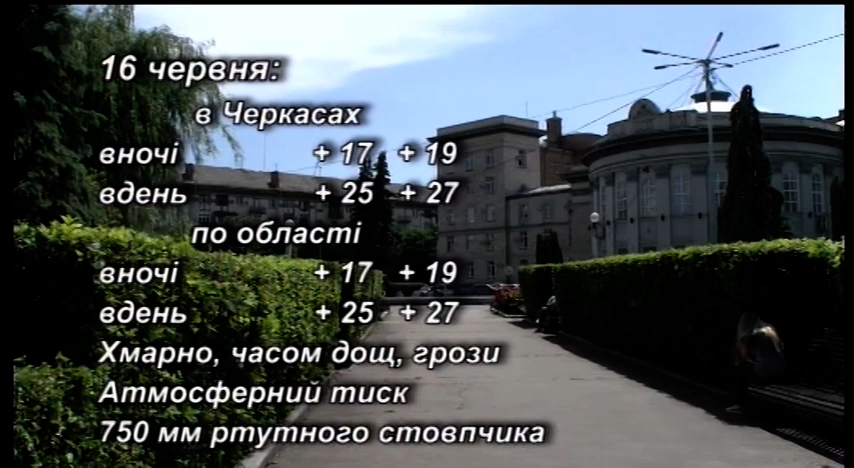 16 червня:
в Черкасах
вночі + 17 + 19
вдень + 25 + 27
по області
вночі + 17 + 19
вдень + 25 + 27
Хмарно, часом дощ, грози
Атмосферний тиск
750 мм ртутного стовпчика